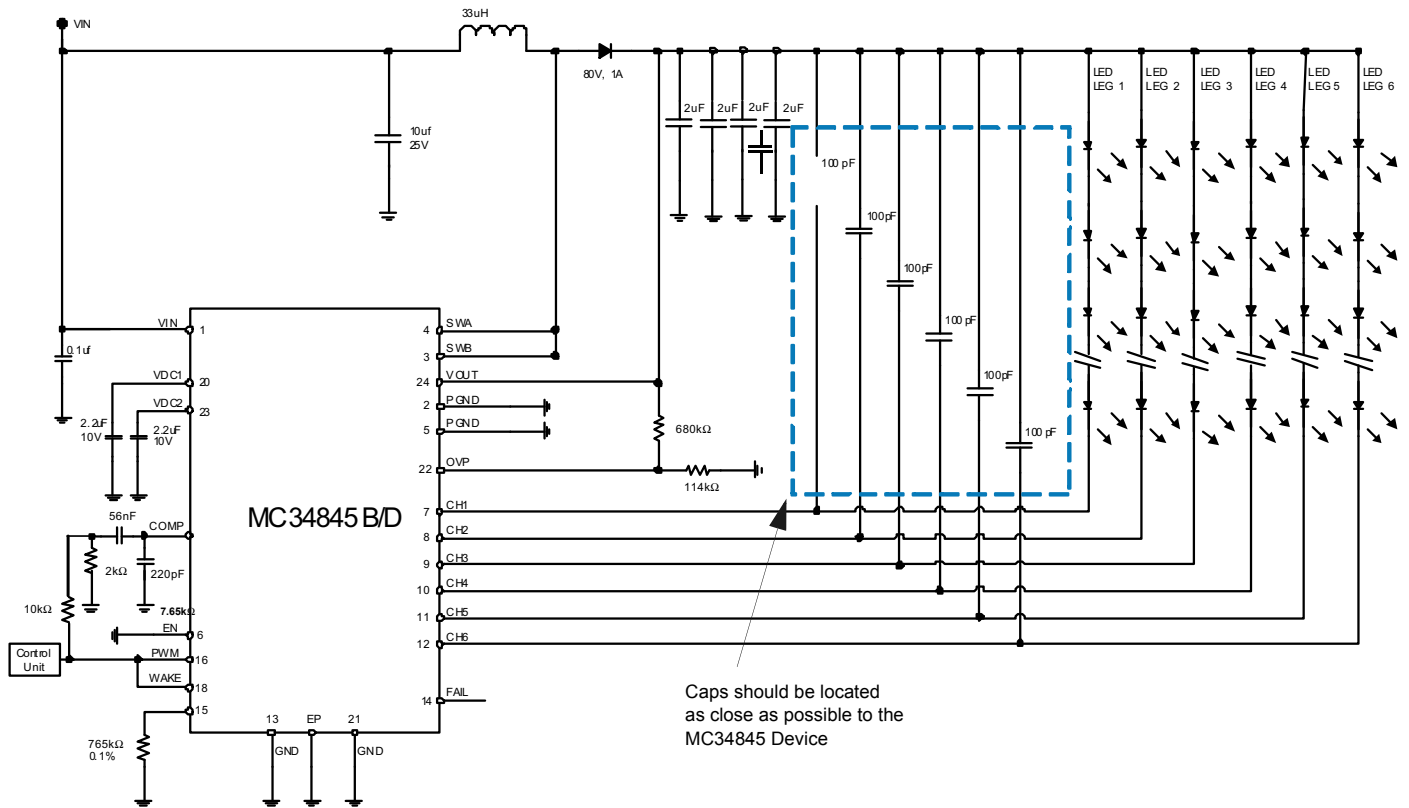 VIN
33uH
80V, 1A
10uf
25V
2uF
2uF
2uF
2uF
100 pF
100pF
100pF
100 pF
100pF
100 pF
LED
LEG 1
LED
LEG 2
LED
LEG 3
LED
LEG 4
LED
LEG 5
LED
LEG 6
VIN
1
0.1uf
VDC1
20
VDC2
23
2.2uF
10V
2.2uF
10V
56nF
COMP
2kΩ
220pF
10kΩ
7.65kΩ
EN
6
Control
Unit
PWM
16
WAKE
18
15
765kΩ
0.1%
MC34845 B/D
4
SWA
3
SWB
24
VOUT
2
PGND
5
PGND
22
OVP
680kΩ
114kΩ
7
CH1
8
CH2
9
CH3
10
CH4
11
CH5
12
CH6
14
FAIL
13
EP
21
GND
GND
Caps should be located
as close as possible to the
MC34845 Device